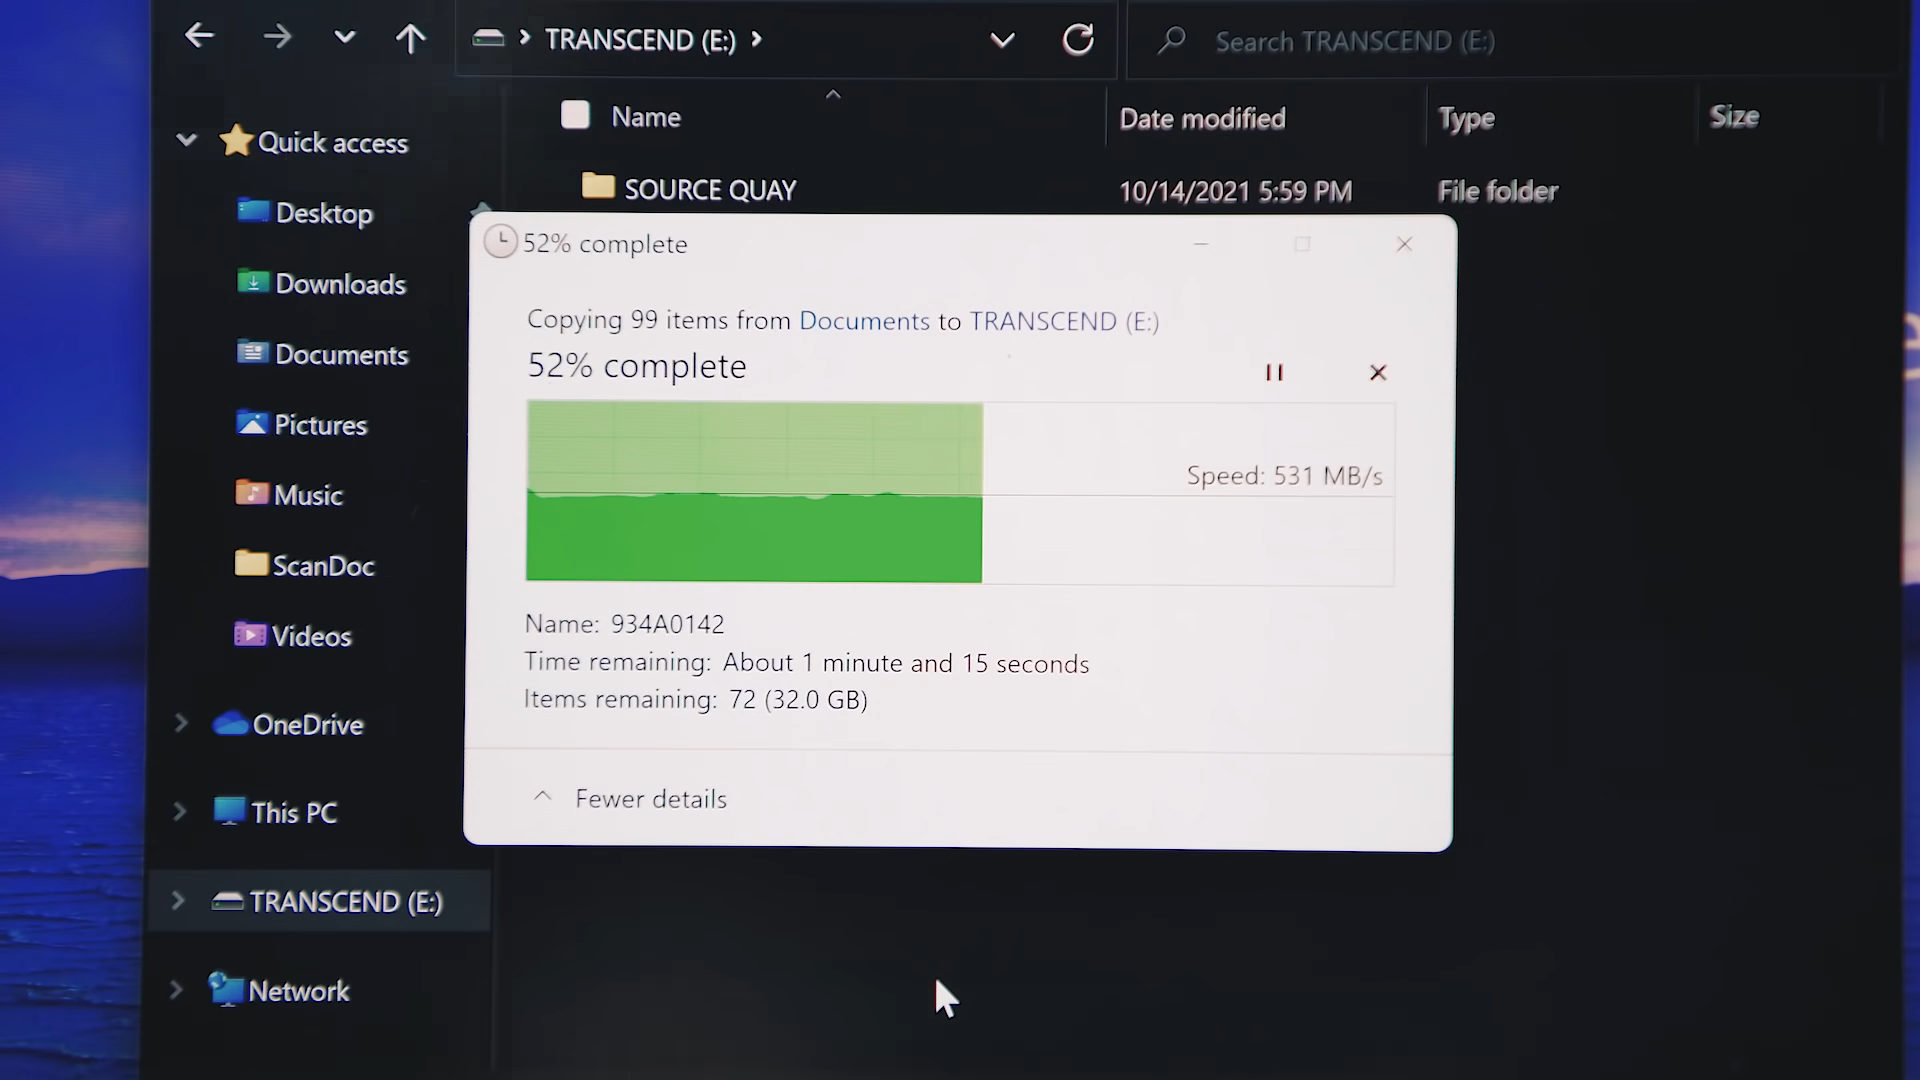 TRANSCEND (E:)
Search TRANSCEND (E:)
Name
Date modified
Type
Size
Quick access
SOURCE QUAY
10/14/2021 5:59 PM
File folder
Desktop
Downloads
Documents
Pictures
Music
ScanDoc
Videos
OneDrive
This PC
TRANSCEND (E:)
Network
52% complete
Copying 99 items from Documents to TRANSCEND (E:)
52% complete
Speed: 531 MB/s
Name: 934A0142
Time remaining: About 1 minute and 15 seconds
Items remaining: 72 (32.0 GB)
Fewer details